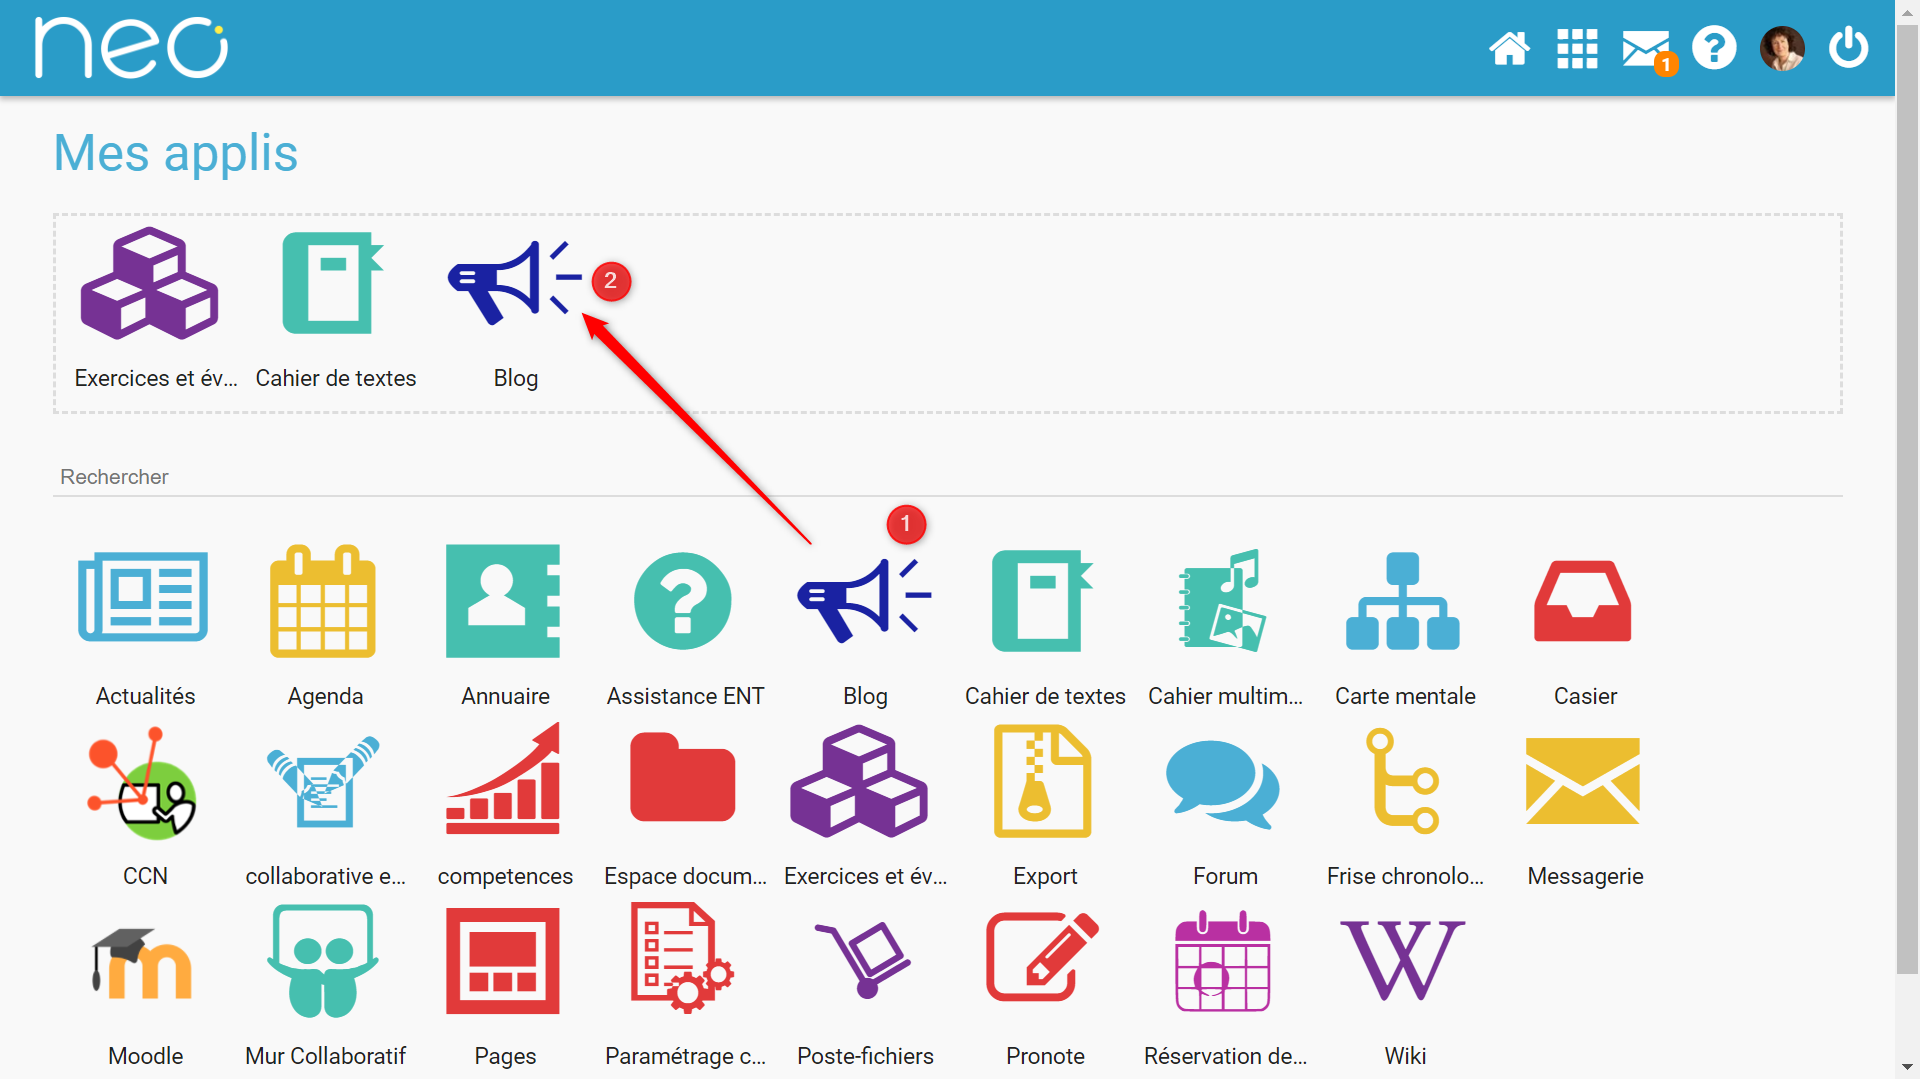 neo
1
Mes applis
2
Exercices et év... Cahier de textes Blog
Rechercher
1
Actualités Agenda Annuaire Assistance ENT Blog Cahier de textes Cahier multim... Carte mentale Casier
CCN collaborative e... competences Espace docum... Exercices et év... Export Forum Frise chronolo... Messagerie
Moodle Mur Collaboratif Pages Paramétrage c... Poste-fichiers Pronote Réservation de... Wiki